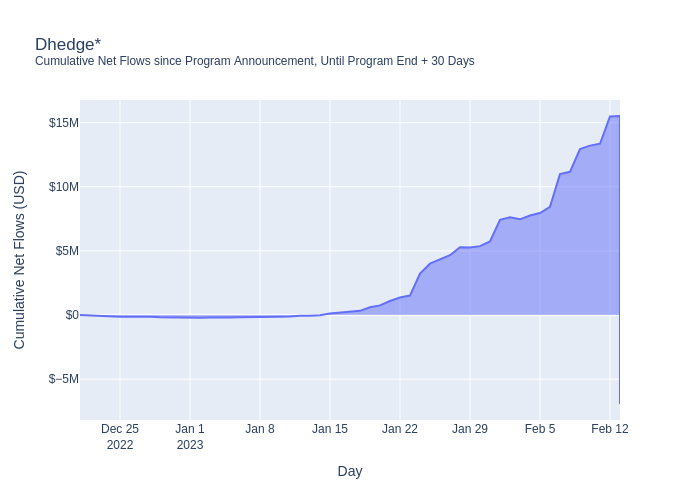 Dhedge*
Cumulative Net Flows since Program Announcement, Until Program End + 30 Days
Cumulative Net Flows (USD)
$15M
$10M
$5M
$0
$−5M
Dec 25
2022
Jan 1
2023
Jan 8
Jan 15
Jan 22
Jan 29
Feb 5
Feb 12
Day